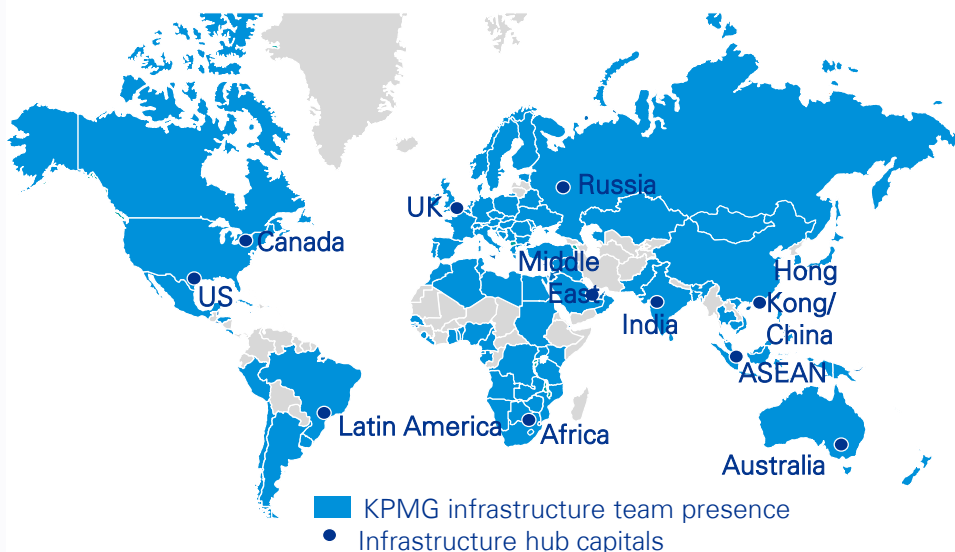 Russia
UK
Canada
Middle
East
Hong
Kong/
China
US
India
ASEAN
Latin America
Africa
Australia
KPMG infrastructure team presence
Infrastructure hub capitals